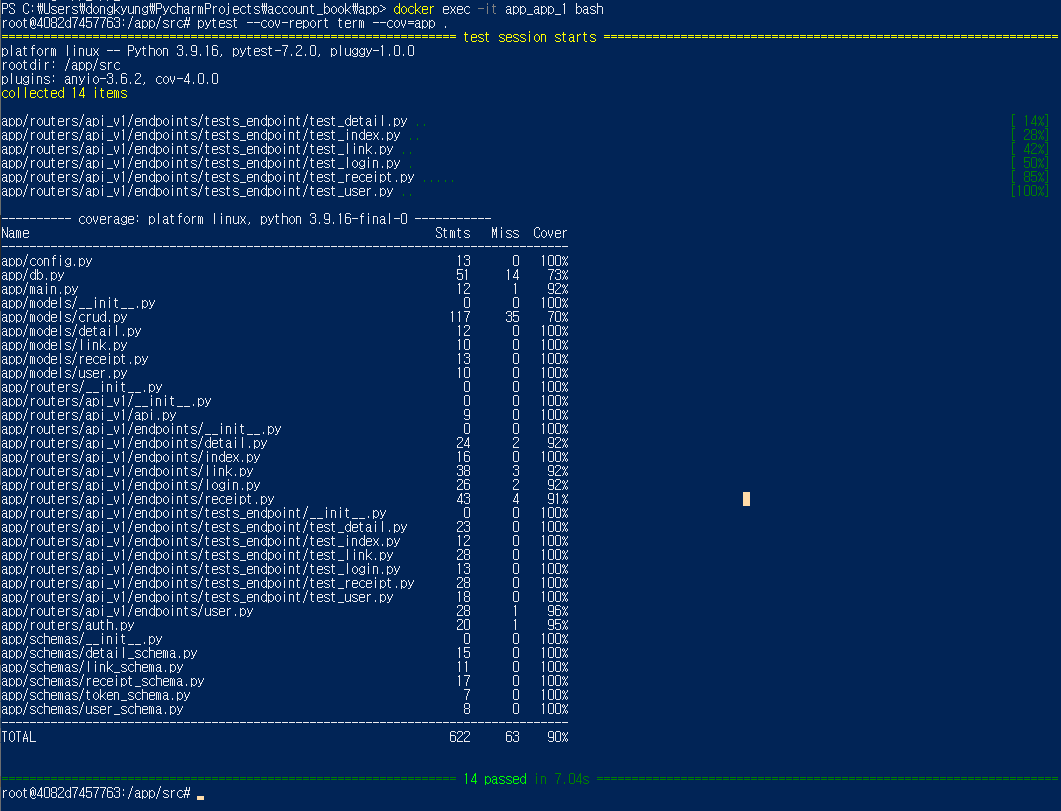 PS C:₩Users₩dongkyung₩PycharmProjects₩account_book₩app> docker exec -it app_app_1 bash
root@4082d7457763:/app/src# pytest --cov-report term --cov=app .
================================================================= test session starts =================================================================
platform linux -- Python 3.9.16, pytest-7.2.0, pluggy-1.0.0
rootdir: /app/src
plugins: anyio-3.6.2, cov-4.0.0
collected 14 items
app/routers/api_v1/endpoints/tests_endpoint/test_detail.py .. [ 14%]
app/routers/api_v1/endpoints/tests_endpoint/test_index.py .. [ 28%]
app/routers/api_v1/endpoints/tests_endpoint/test_link.py .. [ 42%]
app/routers/api_v1/endpoints/tests_endpoint/test_login.py . [ 50%]
app/routers/api_v1/endpoints/tests_endpoint/test_receipt.py ..... [ 85%]
app/routers/api_v1/endpoints/tests_endpoint/test_user.py .. [100%]
---------- coverage: platform linux, python 3.9.16-final-0 -----------
Name Stmts Miss Cover
---------------------------------------------------------------------------------
app/config.py 13 0 100%
app/db.py 51 14 73%
app/main.py 12 1 92%
app/models/__init__.py 0 0 100%
app/models/crud.py 117 35 70%
app/models/detail.py 12 0 100%
app/models/link.py 10 0 100%
app/models/receipt.py 13 0 100%
app/models/user.py 10 0 100%
app/routers/__init__.py 0 0 100%
app/routers/api_v1/__init__.py 0 0 100%
app/routers/api_v1/api.py 9 0 100%
app/routers/api_v1/endpoints/__init__.py 0 0 100%
app/routers/api_v1/endpoints/detail.py 24 2 92%
app/routers/api_v1/endpoints/index.py 16 0 100%
app/routers/api_v1/endpoints/link.py 38 3 92%
app/routers/api_v1/endpoints/login.py 26 2 92%
app/routers/api_v1/endpoints/receipt.py 43 4 91%
app/routers/api_v1/endpoints/tests_endpoint/__init__.py 0 0 100%
app/routers/api_v1/endpoints/tests_endpoint/test_detail.py 23 0 100%
app/routers/api_v1/endpoints/tests_endpoint/test_index.py 12 0 100%
app/routers/api_v1/endpoints/tests_endpoint/test_link.py 28 0 100%
app/routers/api_v1/endpoints/tests_endpoint/test_login.py 13 0 100%
app/routers/api_v1/endpoints/tests_endpoint/test_receipt.py 28 0 100%
app/routers/api_v1/endpoints/tests_endpoint/test_user.py 18 0 100%
app/routers/api_v1/endpoints/user.py 28 1 96%
app/routers/auth.py 20 1 95%
app/schemas/__init__.py 0 0 100%
app/schemas/detail_schema.py 15 0 100%
app/schemas/link_schema.py 11 0 100%
app/schemas/receipt_schema.py 17 0 100%
app/schemas/token_schema.py 7 0 100%
app/schemas/user_schema.py 8 0 100%
---------------------------------------------------------------------------------
TOTAL 622 63 90%
================================================================= 14 passed in 7.04s ==================================================================
root@4082d7457763:/app/src#